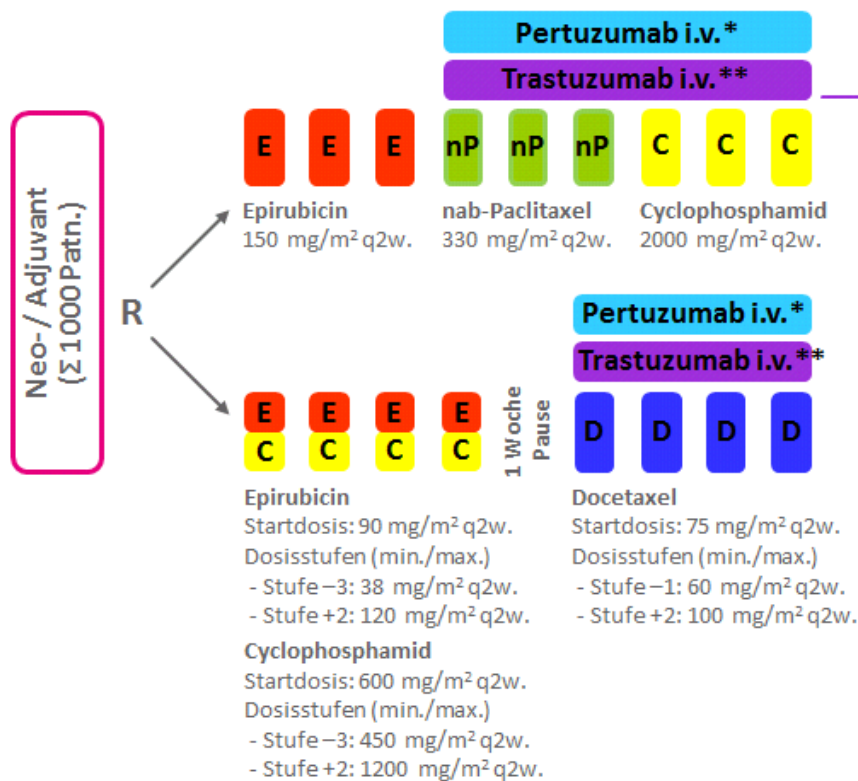 Neo- / Adjuvant
(Σ 1000 Patn.)
R
Pertuzumab i.v.*
Trastuzumab i.v.**
E E E nP nP nP C C C
Epirubicin
150 mg/m² q2w.
nab-Paclitaxel
330 mg/m² q2w.
Cyclophosphamid
2000 mg/m² q2w.
Pertuzumab i.v.*
Trastuzumab i.v.**
E E E E
C C C C
1 Woche
Pause
D D D D
Epirubicin
Startdosis: 90 mg/m² q2w.
Dosisstufen (min./max.)
- Stufe –3: 38 mg/m² q2w.
- Stufe +2: 120 mg/m² q2w.
Cyclophosphamid
Startdosis: 600 mg/m² q2w.
Dosisstufen (min./max.)
- Stufe –3: 450 mg/m² q2w.
- Stufe +2: 1200 mg/m² q2w.
Docetaxel
Startdosis: 75 mg/m² q2w.
Dosisstufen (min./max.)
- Stufe –1: 60 mg/m² q2w.
- Stufe +2: 100 mg/m² q2w.